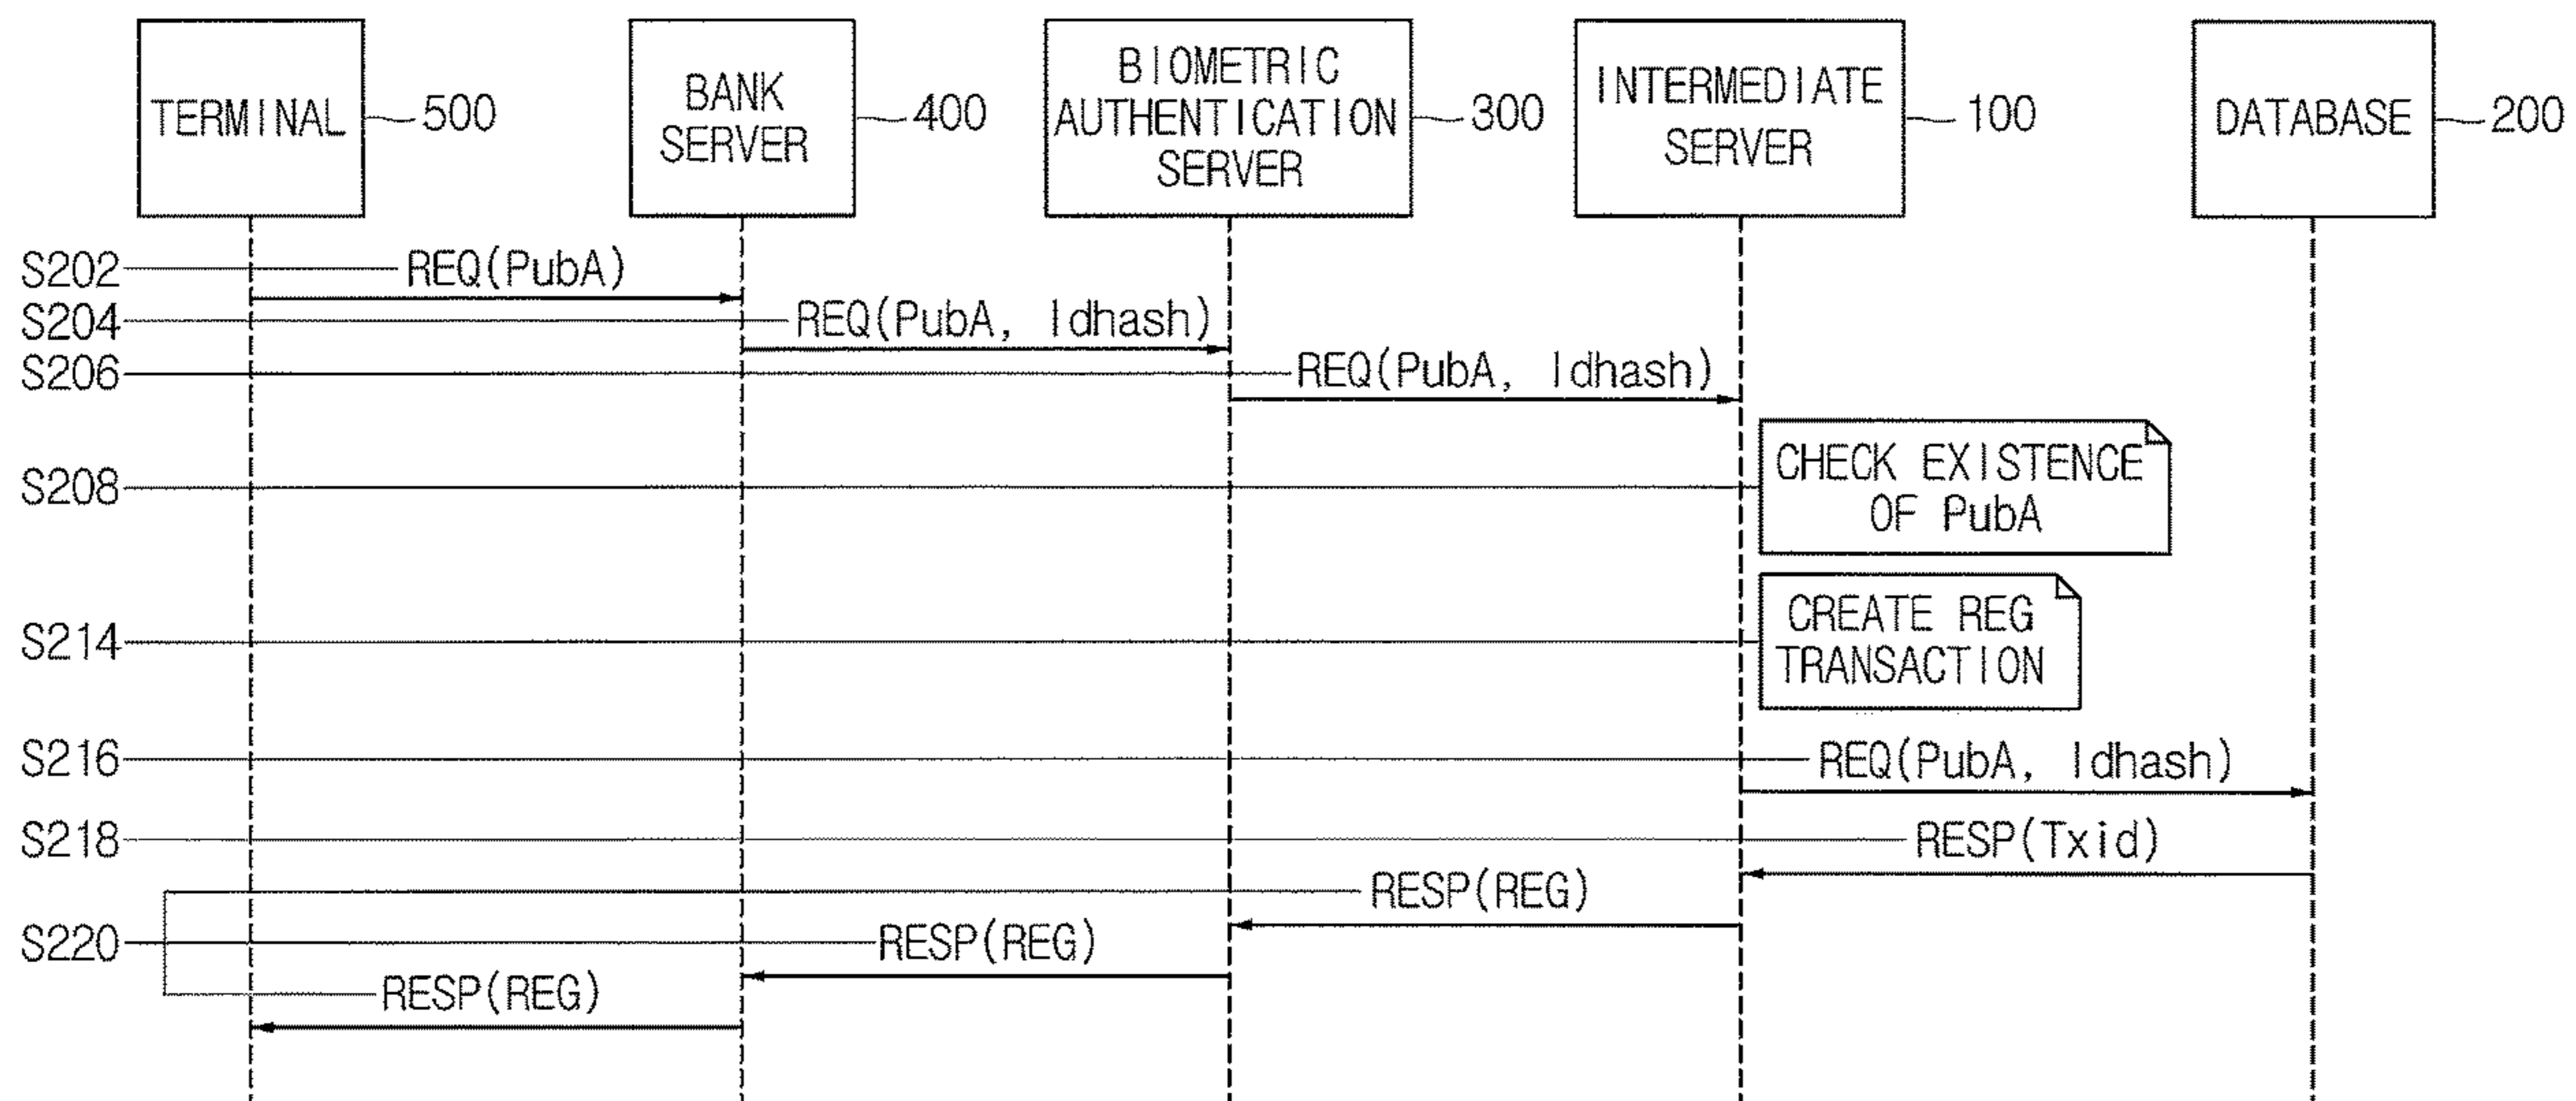 TERMINAL
500
BANK
SERVER
400
BIOMETRIC
AUTHENTICATION
SERVER
300
INTERMEDIATE
SERVER
100
DATABASE
200
S202
REQ(PubA)
S204
REQ(PubA, Idhash)
S206
REQ(PubA, Idhash)
S208
CHECK EXISTENCE
OF PubA
S214
CREATE REG
TRANSACTION
S216
REQ(PubA, Idhash)
S218
RESP(Txid)
RESP(REG)
S220
RESP(REG)
RESP(REG)